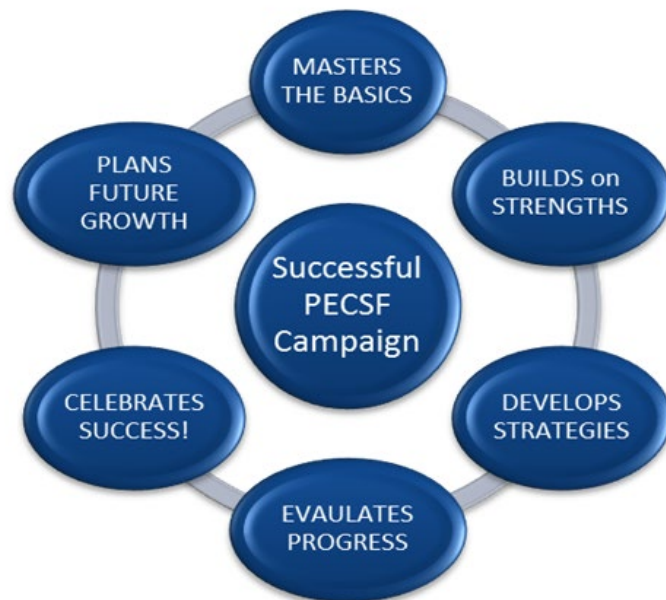 MASTERS
THE BASICS
BUILDS on
STRENGTHS
DEVELOPS
STRATEGIES
EVAULATES
PROGRESS
CELEBRATES
SUCCESS!
PLANS
FUTURE
GROWTH
Successful
PECSF
Campaign